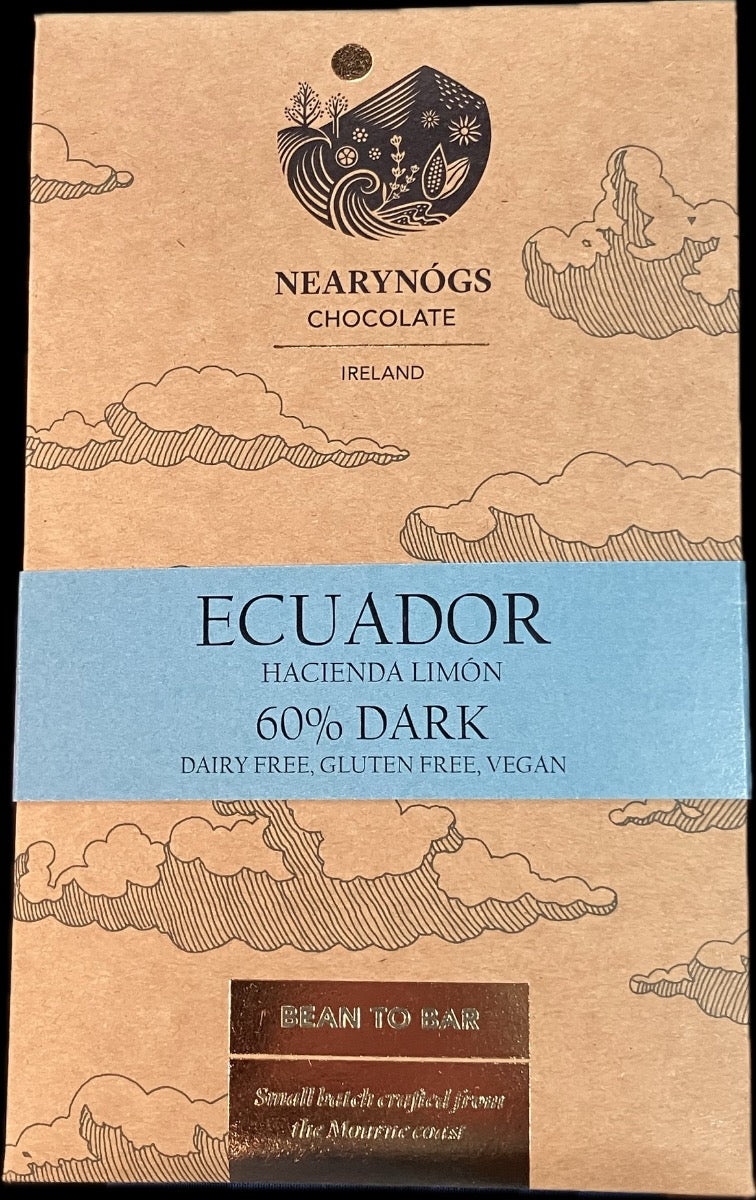 NEARYNÓGS
CHOCOLATE
IRELAND
ECUADOR
HACIENDA LIMÓN
60% DARK
DAIRY FREE, GLUTEN FREE, VEGAN
BEAN TO BAR
Small batch crafted from
the Mourne coast